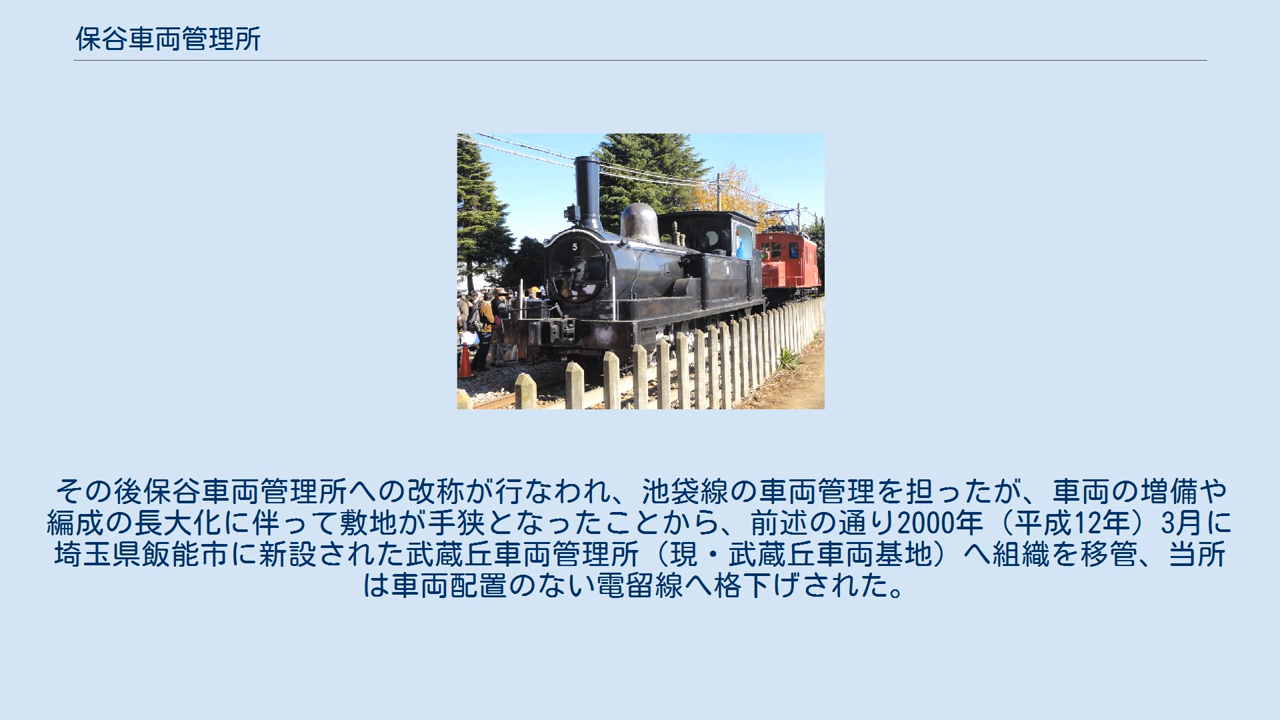 保谷車両管理所
5
その後保谷車両管理所への改称が行なわれ、池袋線の車両管理を担ったが、車両の増備や
編成の長大化に伴って敷地が手狭となったことから、前述の通り2000年（平成12年）3月に
埼玉県飯能市に新設された武蔵丘車両管理所（現・武蔵丘車両基地）へ組織を移管、当所
は車両配置のない電留線へ格下げされた。